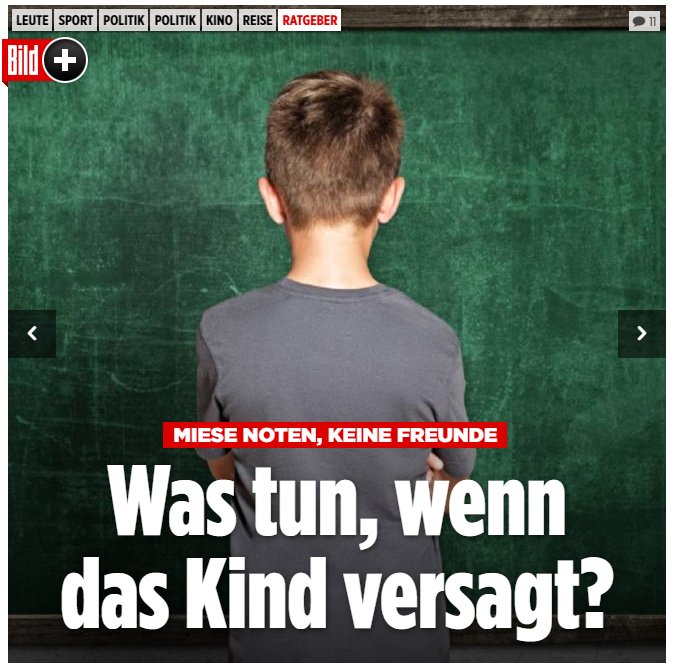 LEUTE SPORT POLITIK POLITIK KINO REISE RATGEBER
11
Bild +
MIESE NOTEN, KEINE FREUNDE
Was tun, wenn
das Kind versagt?